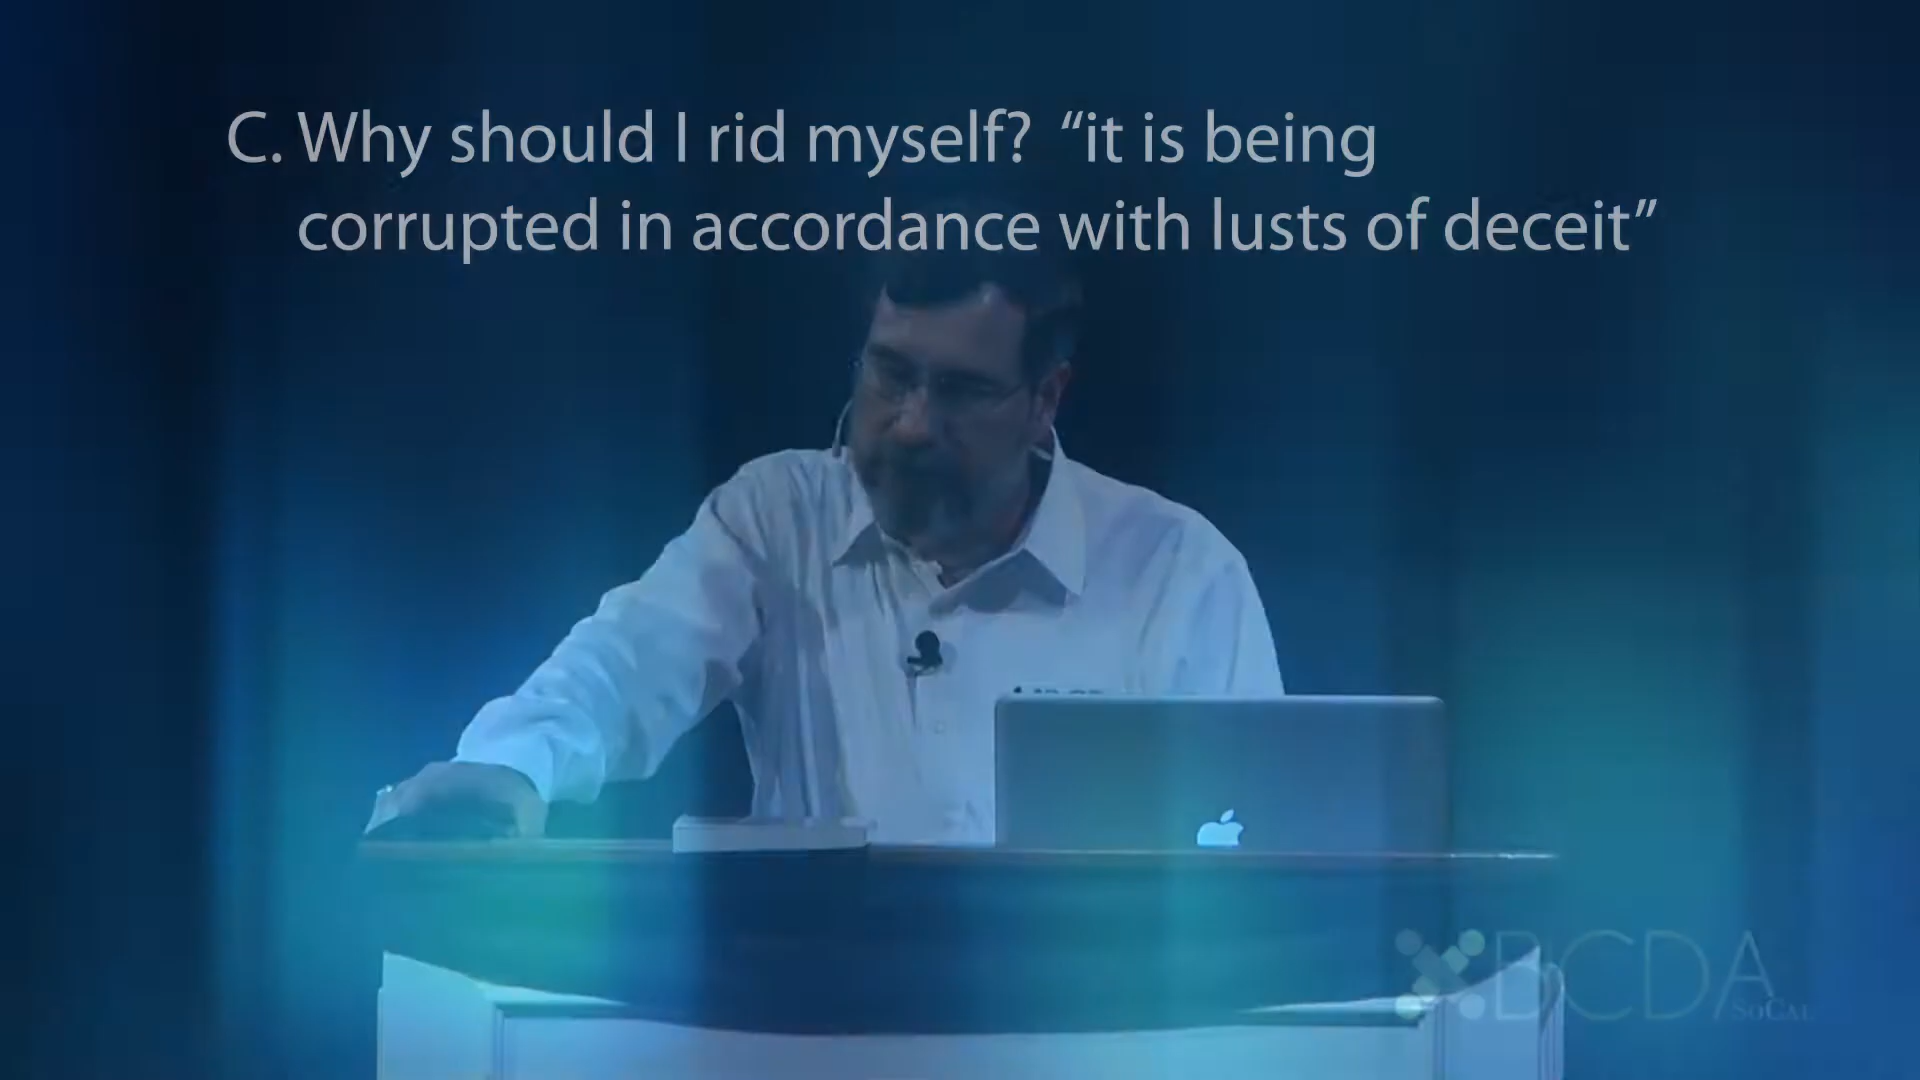 C. Why should I rid myself?  “it is being
corrupted in accordance with lusts of deceit”
BCDA
SoCal